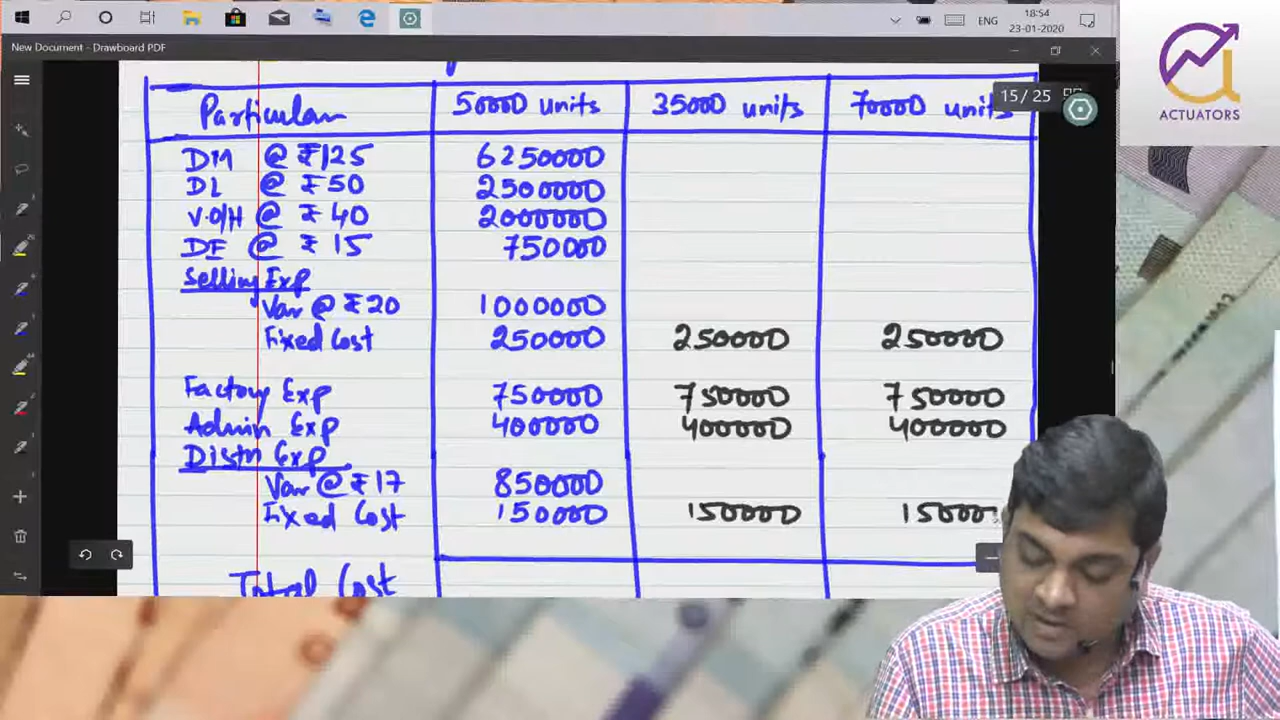 18:54
ENG
23-01-2020
New Document - Drawboard PDF
15 / 25
ACTUATORS
Particulars 50000 units 35000 units 70000 units
DM @ ₹125 6250000
DL @ ₹50 2500000
V.O/H @ ₹ 40 2000000
DE @ ₹ 15 750000
Selling Exp
Var @ ₹20 1000000
Fixed Cost 250000 250000 250000
Factory Exp 750000 750000 750000
Admin Exp 400000 400000 400000
Distri Exp
Var @ ₹17 850000
Fixed Cost 150000 150000 15000
Total Cost